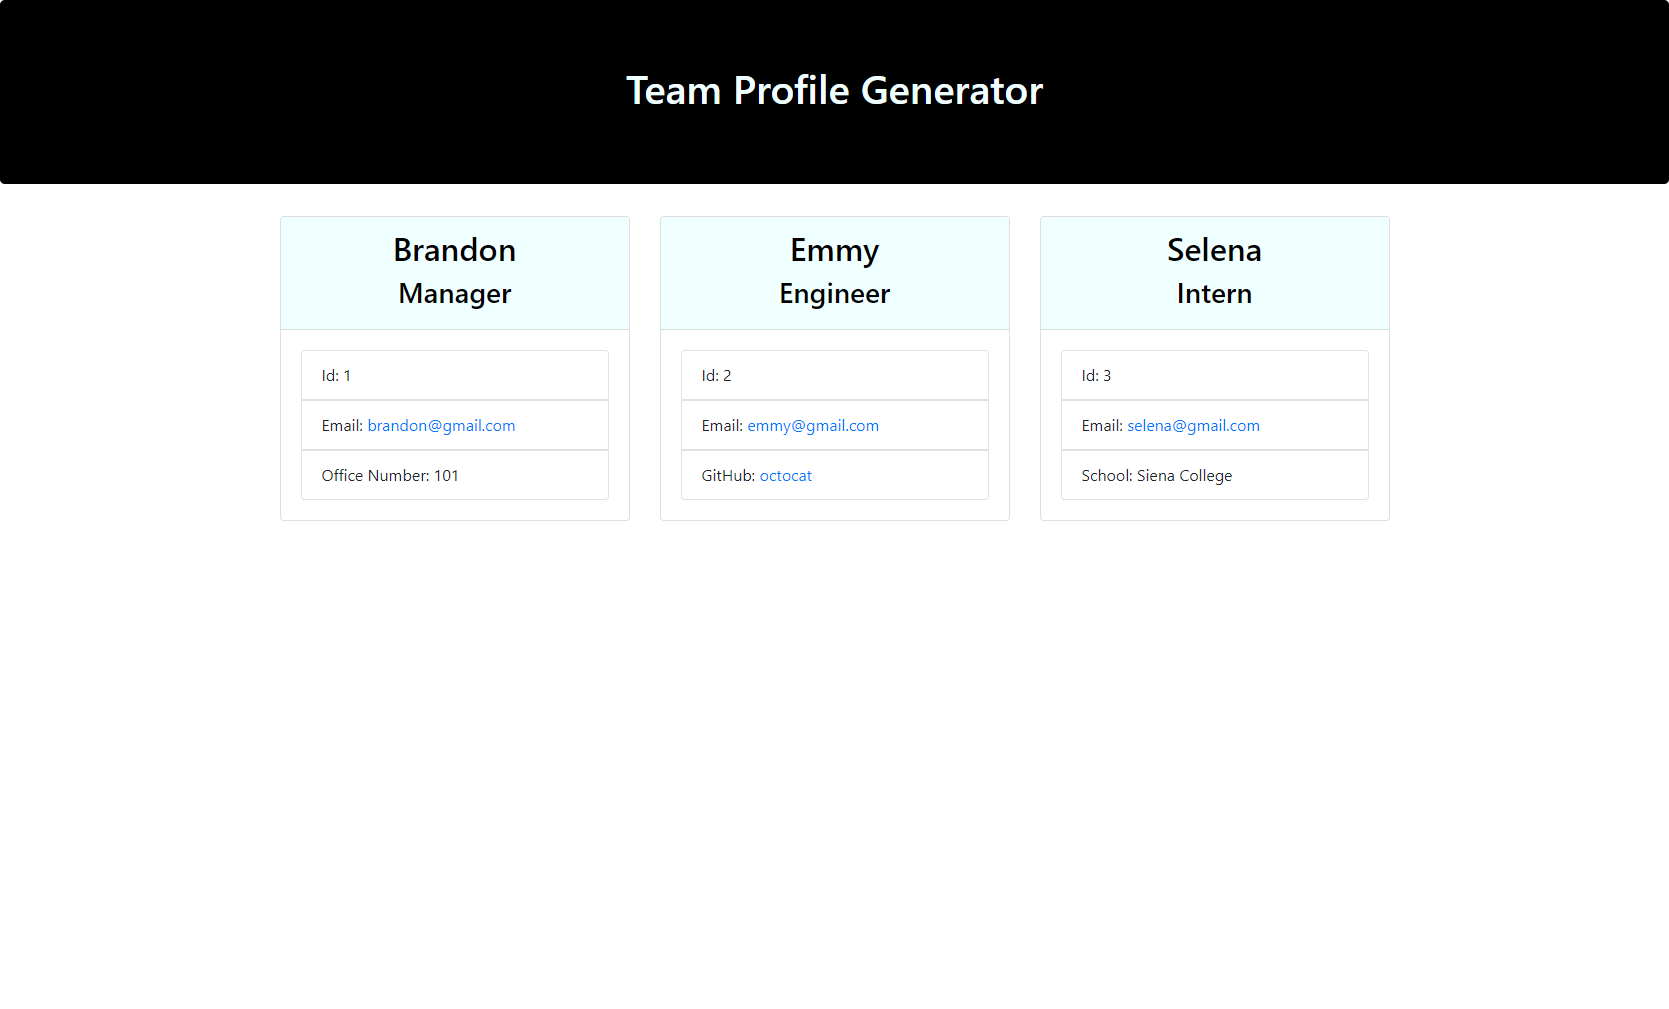 Team Profile Generator
Brandon
Manager
Id: 1
Email: brandon@gmail.com
Office Number: 101
Emmy
Engineer
Id: 2
Email: emmy@gmail.com
GitHub: octocat
Selena
Intern
Id: 3
Email: selena@gmail.com
School: Siena College